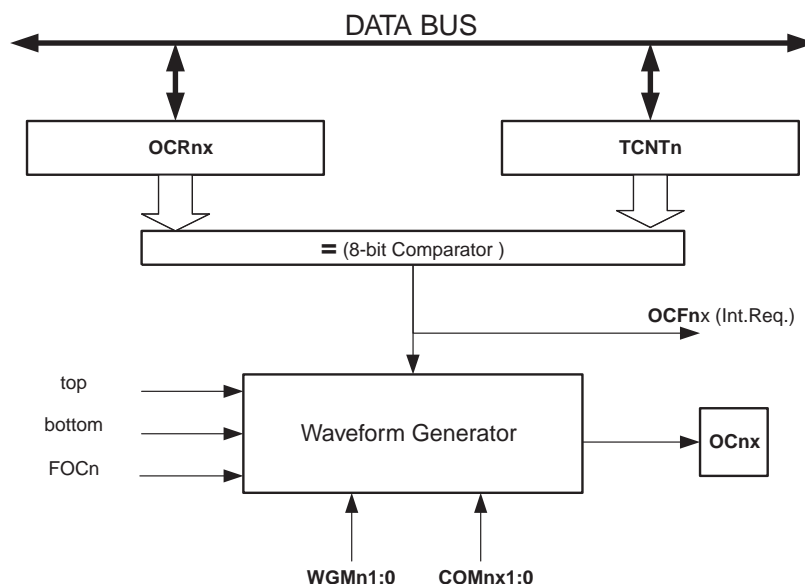 DATA BUS
OCRnx
TCNTn
= (8-bit Comparator )
OCFnx (Int.Req.)
top
bottom
FOCn
Waveform Generator
OCnx
WGMn1:0
COMnx1:0